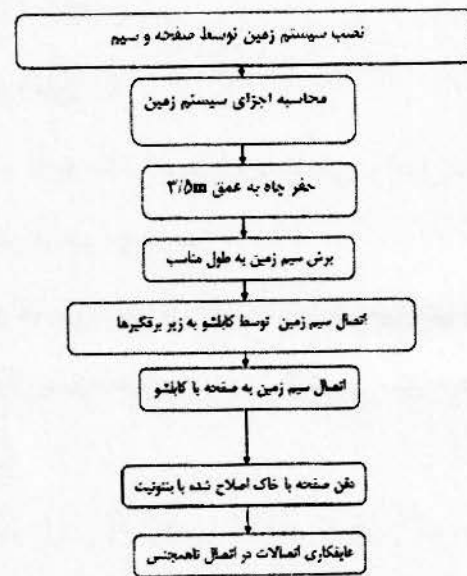 نصب سیستم زمین توسط صفحه و سیم
محاسبه اجزای سیستم زمین
حفر چاه به عمق ۳/۵m
برش سیم زمین به طول مناسب
اتصال سیم زمین توسط کابلشو به زیر برقگیرها
اتصال سیم زمین به صفحه با کابلشو
دفن صفحه با خاک اصلاح شده با بنتونیت
عایقکاری اتصالات در اتصال ناهمجنس